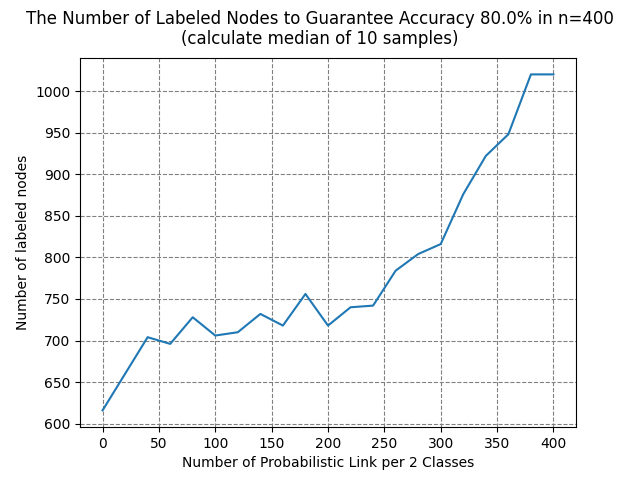 The Number of Labeled Nodes to Guarantee Accuracy 80.0% in n=400
(calculate median of 10 samples)
Number of labeled nodes
1000
950
900
850
800
750
700
650
600
0 50 100 150 200 250 300 350 400
Number of Probabilistic Link per 2 Classes